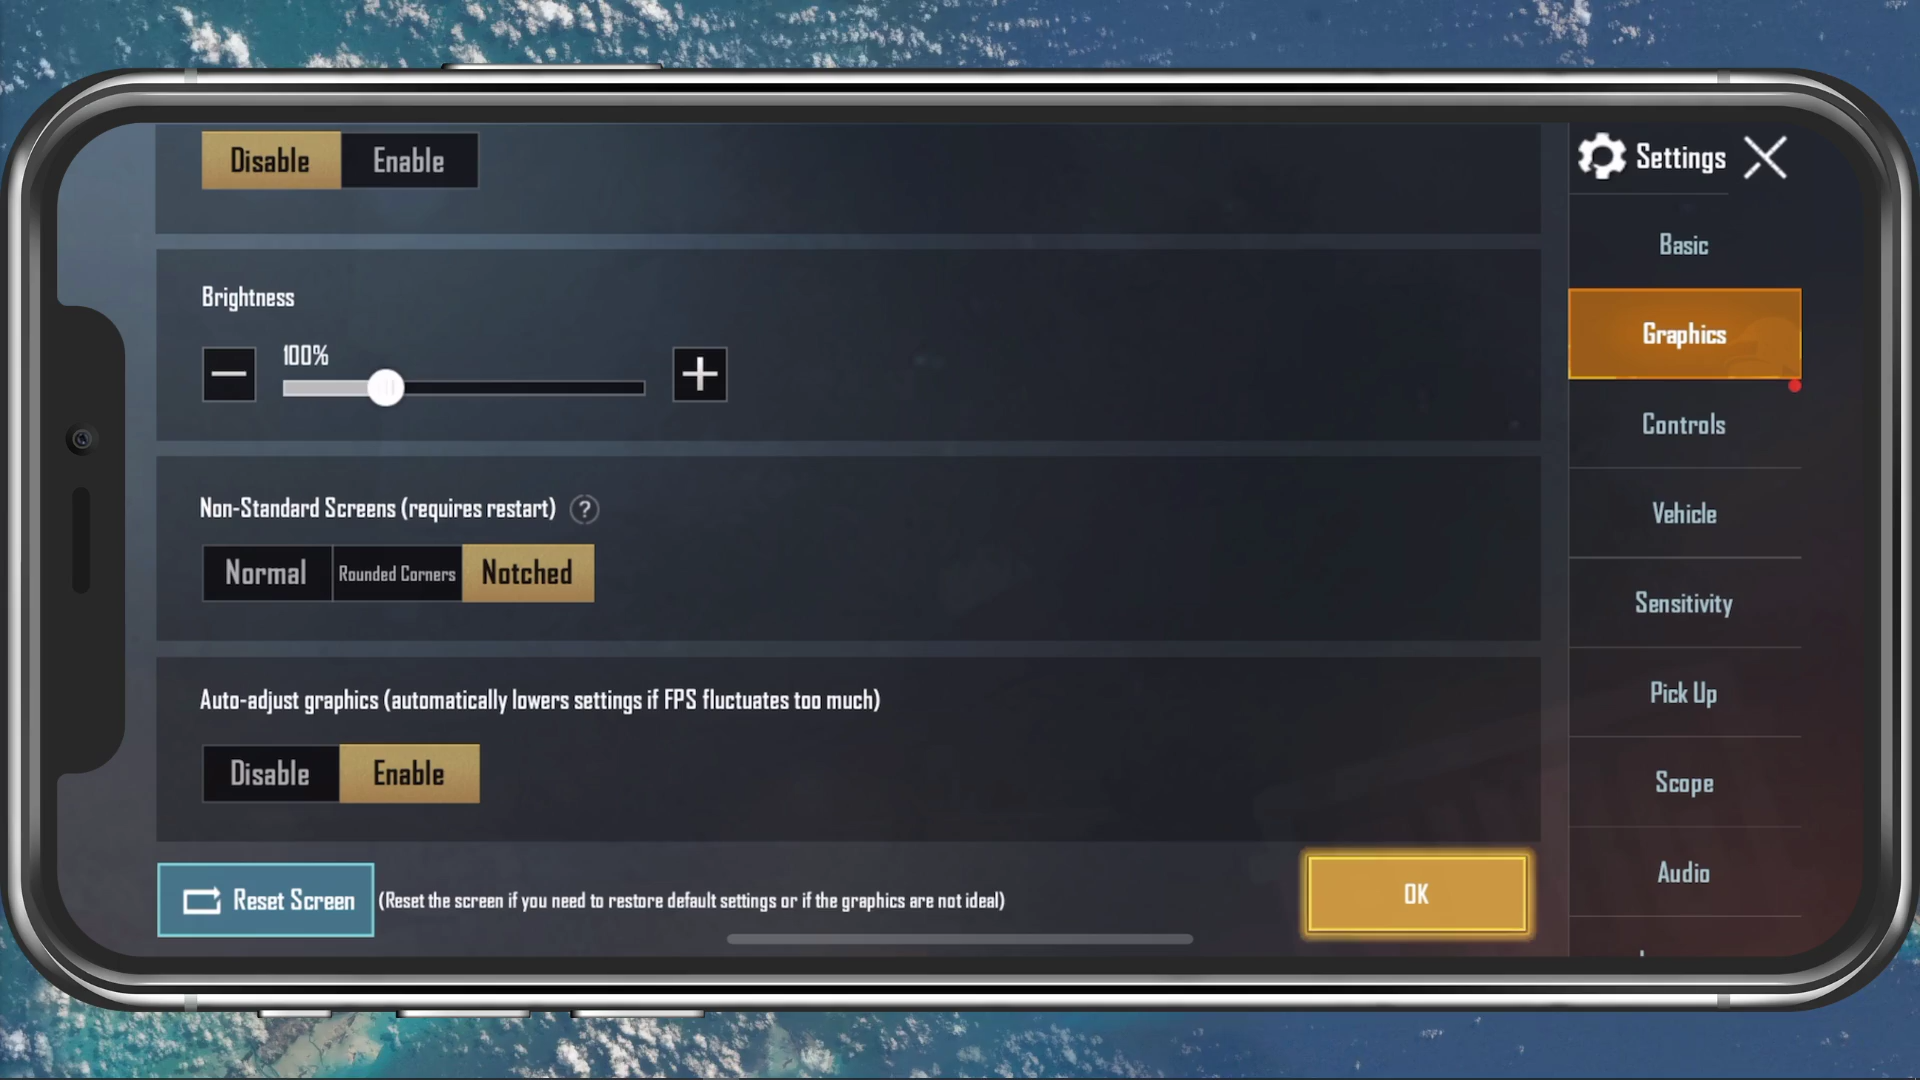 Disable Enable
Settings
Basic
Brightness
100%
Graphics
Controls
Non-Standard Screens (requires restart) ?
Normal Rounded Corners Notched
Vehicle
Sensitivity
Auto-adjust graphics (automatically lowers settings if FPS fluctuates too much)
Disable Enable
Pick Up
Scope
Audio
Reset Screen (Reset the screen if you need to restore default settings or if the graphics are not ideal)
OK